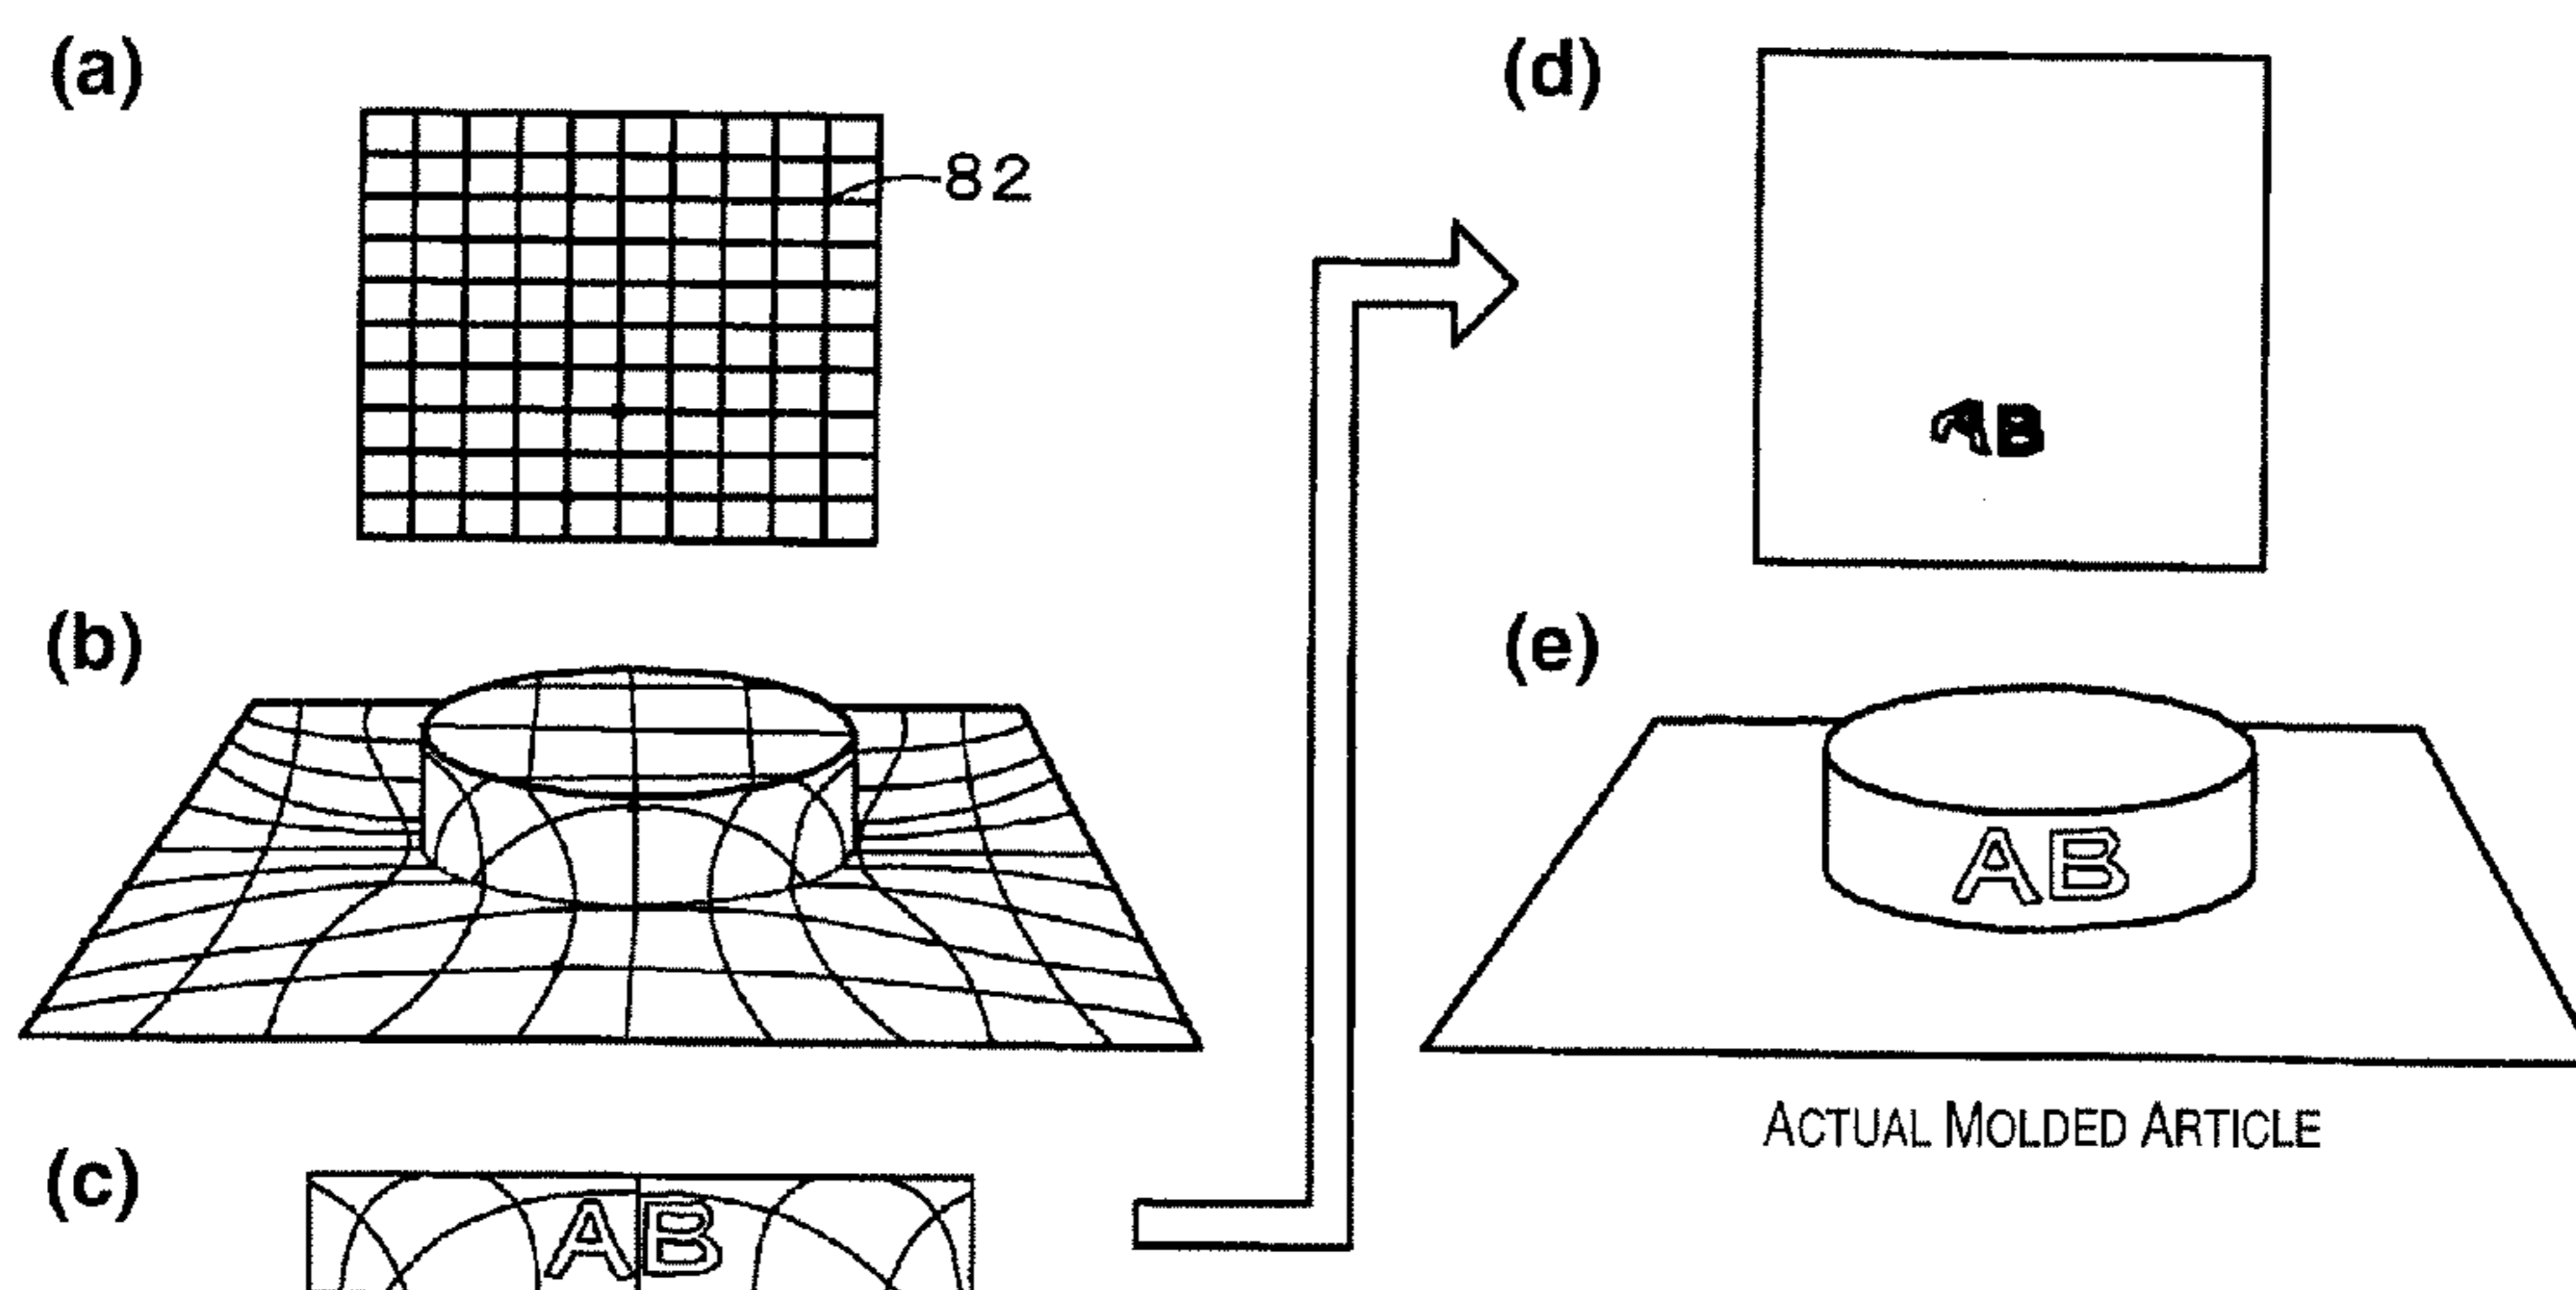 (a)
82
(b)
(c)
AB
(d)
AB
(e)
AB
ACTUAL MOLDED ARTICLE